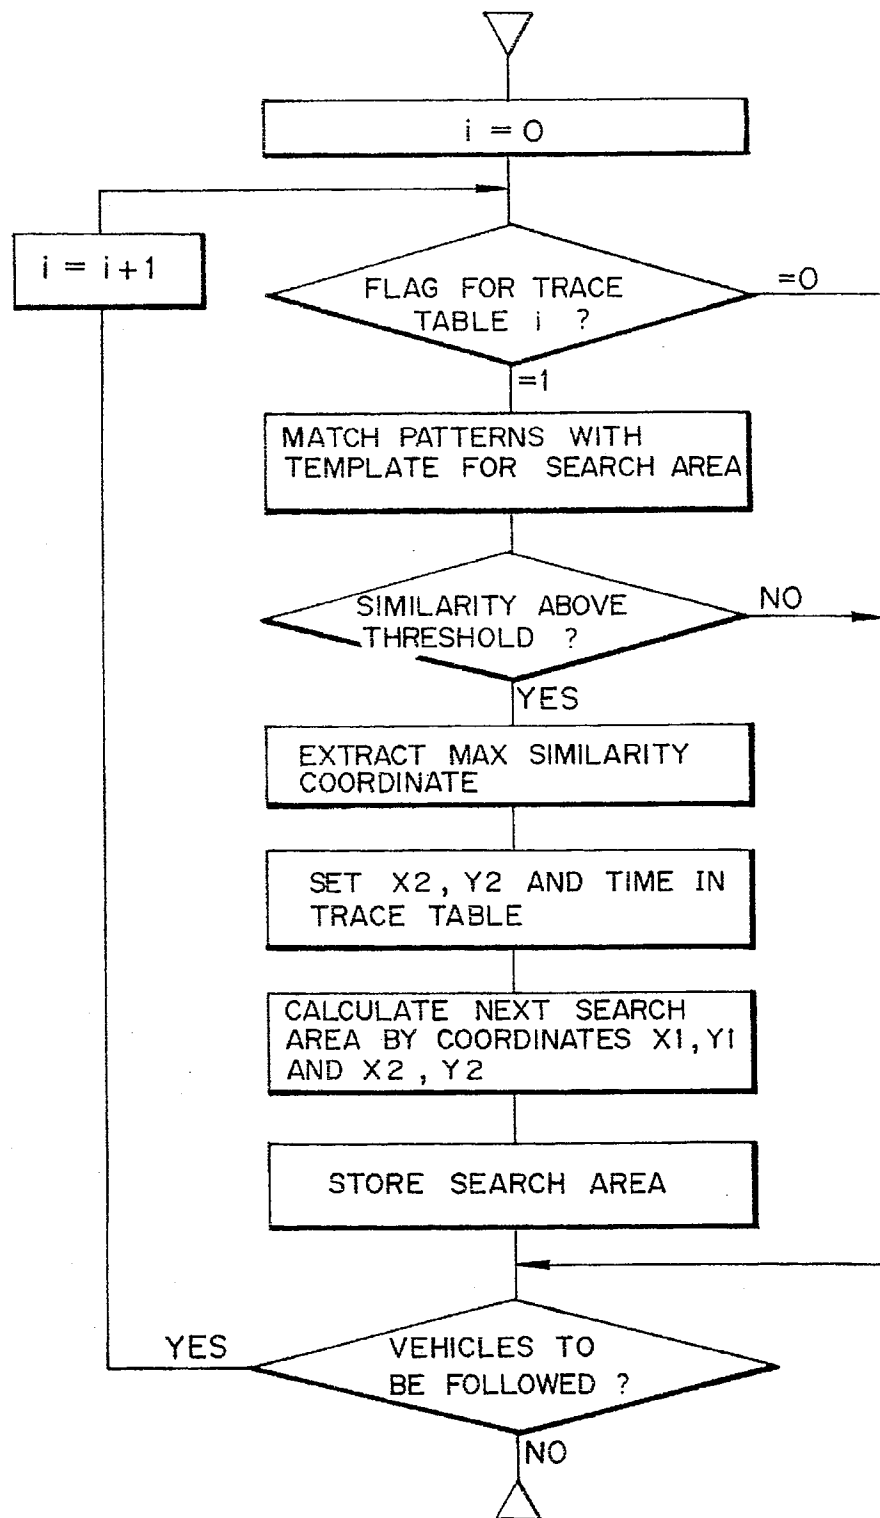 i = 0
i = i+1
FLAG FOR TRACE
TABLE i ?
=0
=1
MATCH PATTERNS WITH
TEMPLATE FOR SEARCH AREA
SIMILARITY ABOVE
THRESHOLD ?
NO
YES
EXTRACT MAX SIMILARITY
COORDINATE
SET X2, Y2 AND TIME IN
TRACE TABLE
CALCULATE NEXT SEARCH
AREA BY COORDINATES X1, Y1
AND X2, Y2
STORE SEARCH AREA
YES
VEHICLES TO
BE FOLLOWED ?
NO